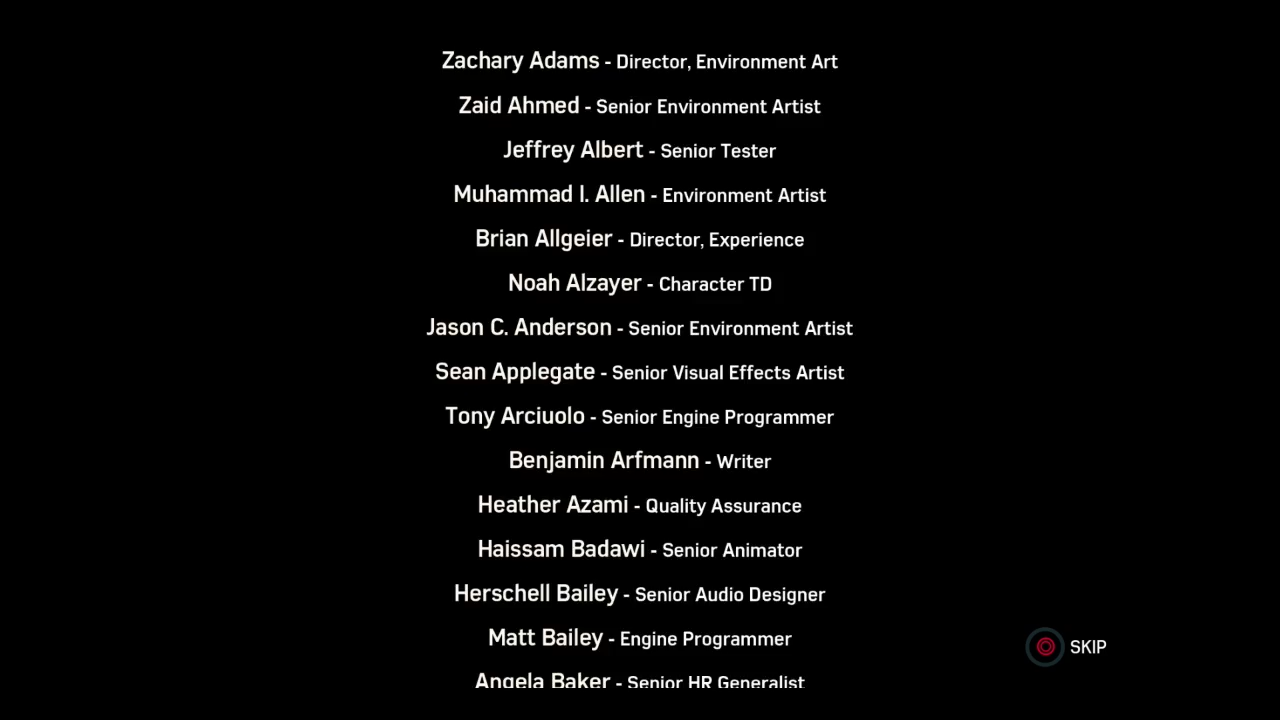 Zachary Adams - Director, Environment Art
Zaid Ahmed - Senior Environment Artist
Jeffrey Albert - Senior Tester
Muhammad I. Allen - Environment Artist
Brian Allgeier - Director, Experience
Noah Alzayer - Character TD
Jason C. Anderson - Senior Environment Artist
Sean Applegate - Senior Visual Effects Artist
Tony Arciuolo - Senior Engine Programmer
Benjamin Arfmann - Writer
Heather Azami - Quality Assurance
Haissam Badawi - Senior Animator
Herschell Bailey - Senior Audio Designer
Matt Bailey - Engine Programmer
SKIP
Angela Baker - Senior HR Generalist